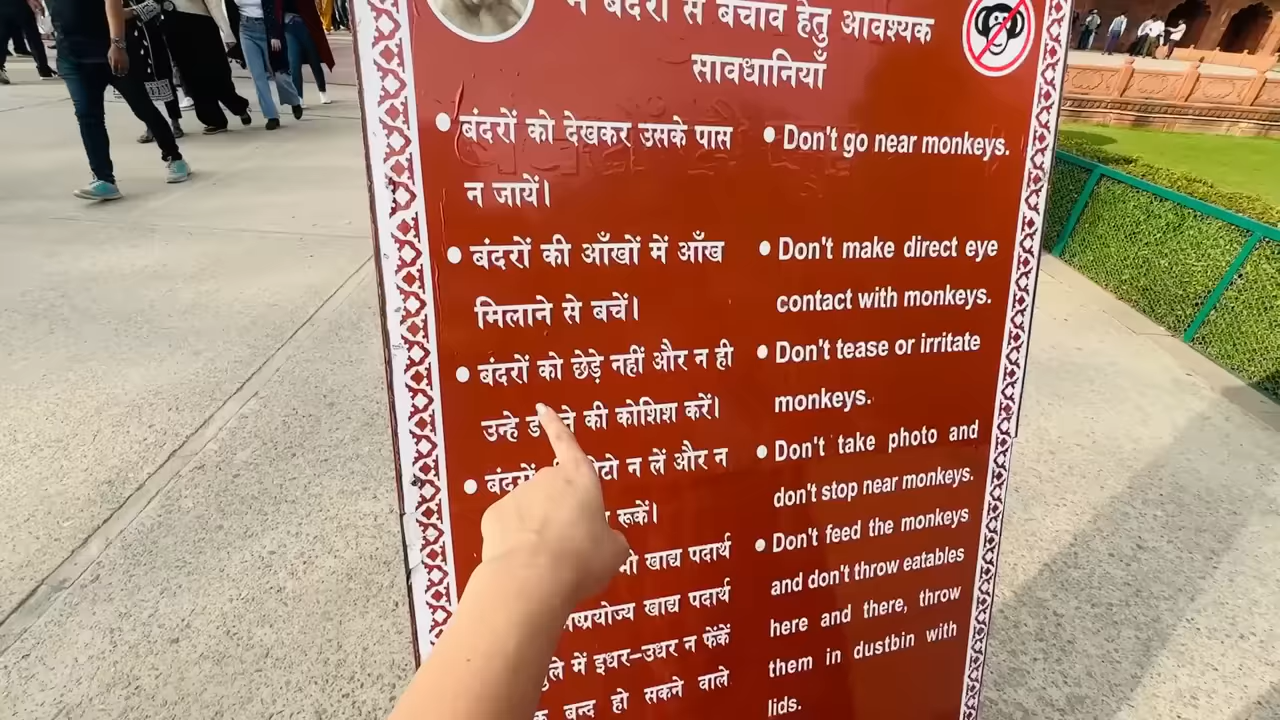 में बंदरों से बचाव हेतु आवश्यक
सावधानियाँ
बंदरों को देखकर उसके पास
न जायें।
बंदरों की आँखों में आँख
मिलाने से बचें।
बंदरों को छेड़े नहीं और न ही
उन्हे की कोशिश करें।
न लें और न
रूकें।
खाद्य पदार्थ
खाद्य पदार्थ
में इधर-उधर न फेंकें
बन्द हो सकने वाले
Don't go near monkeys.
Don't make direct eye
contact with monkeys.
Don't tease or irritate
monkeys.
Don't take photo and
don't stop near monkeys.
Don't feed the monkeys
and don't throw eatables
here and there, throw
them in dustbin with
lids.